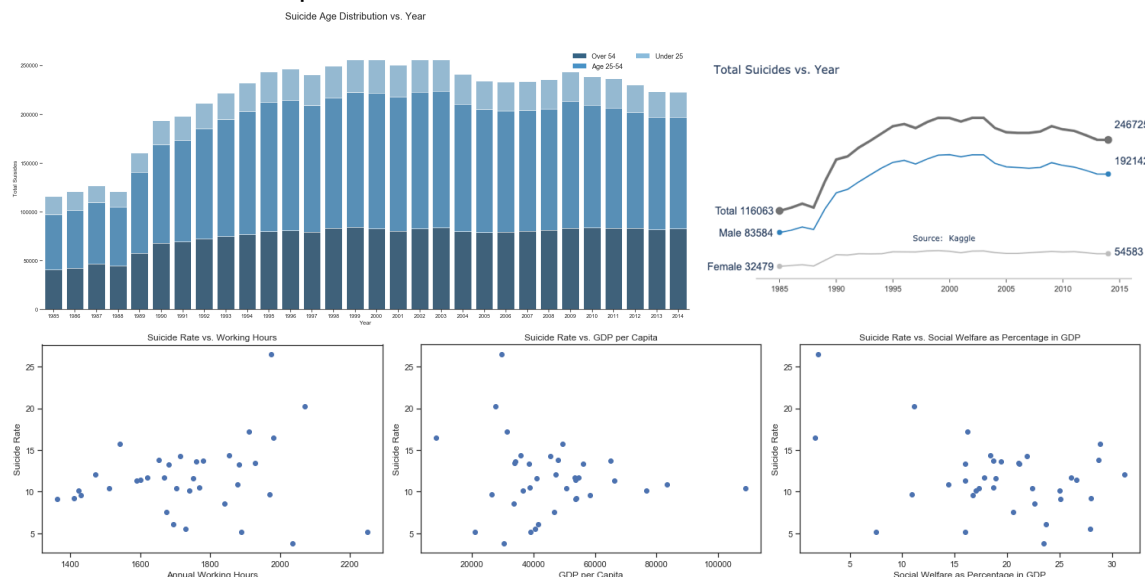 Suicide Age Distribution vs. Year
Over 54
Under 25
Age 25-54
250000
200000
150000
100000
50000
0
Total Suicides
1985 1986 1987 1988 1989 1990 1991 1992 1993 1994 1995 1996 1997 1998 1999 2000 2001 2002 2003 2004 2005 2006 2007 2008 2009 2010 2011 2012 2013 2014
Year
Total Suicides vs. Year
246725
192142
Total 116063
Male 83584
Source: Kaggle
Female 32479
54583
1985 1990 1995 2000 2005 2010 2015
Suicide Rate vs. Working Hours
25
20
15
10
5
Suicide Rate
1400 1600 1800 2000 2200
Annual Working Hours
Suicide Rate vs. GDP per Capita
25
20
15
10
5
Suicide Rate
20000 40000 60000 80000 100000
GDP per Capita
Suicide Rate vs. Social Welfare as Percentage in GDP
25
20
15
10
5
Suicide Rate
5 10 15 20 25 30
Social Welfare as Percentage in GDP